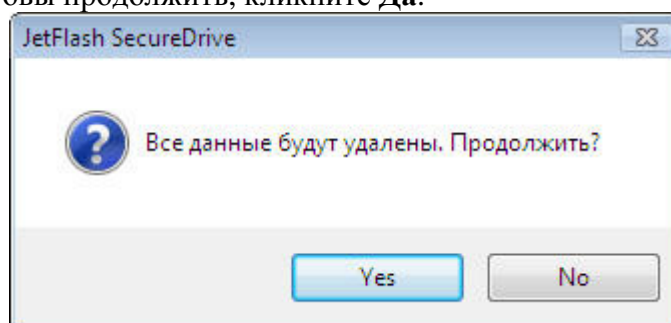 продолжить, кликните Да.
JetFlash SecureDrive
Все данные будут удалены. Продолжить?
Yes
No